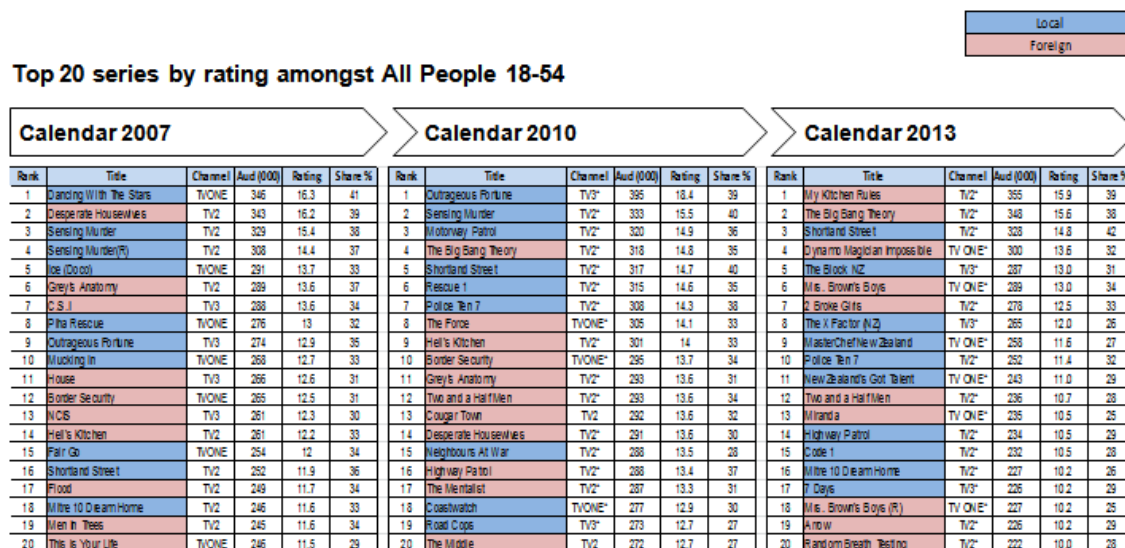 Local
Foreign
Top 20 series by rating amongst All People 18-54
Calendar 2007 Calendar 2010 Calendar 2013
Rank Title Channel Aud (000) Rating Share % Rank Title Channel Aud (000) Rating Share % Rank Title Channel Aud (000) Rating Share %
1 Dancing With The Stars TVONE 346 16.3 41 1 Outrageous Fortune TV3* 395 18.4 39 1 My Kitchen Rules TV2* 355 15.9 39
2 Desperate Housewives TV2 343 16.2 39 2 Sensing Murder TV2* 333 15.5 40 2 The Big Bang Theory TV2* 348 15.6 38
3 Sensing Murder TV2 329 15.4 38 3 Motorway Patrol TV2* 320 14.9 36 3 Shortland Street TV2* 328 14.8 42
4 Sensing Murder(R) TV2 308 14.4 37 4 The Big Bang Theory TV2* 318 14.8 35 4 Dynamo Magician Impossible TV ONE* 300 13.6 32
5 Ice (Doco) TVONE 291 13.7 33 5 Shortland Street TV2* 317 14.7 40 5 The Block NZ TV3* 287 13.0 31
6 Grey's Anatomy TV2 289 13.6 37 6 Rescue 1 TV2* 315 14.6 35 6 Mrs. Brown's Boys TV ONE* 289 13.0 34
7 C.S.I TV3 288 13.6 34 7 Police Ten 7 TV2* 308 14.3 38 7 2 Broke Girls TV2* 278 12.5 33
8 Piha Rescue TVONE 276 13 32 8 The Force TVONE* 305 14.1 33 8 The X Factor (NZ) TV3* 265 12.0 26
9 Outrageous Fortune TV3 274 12.9 35 9 Hell's Kitchen TV2* 301 14 33 9 MasterChef New Zealand TV ONE* 258 11.6 27
10 Mucking In TVONE 268 12.7 33 10 Border Security TVONE* 295 13.7 34 10 Police Ten 7 TV2* 252 11.4 32
11 House TV3 266 12.6 31 11 Grey's Anatomy TV2* 293 13.6 31 11 New Zealand's Got Talent TV ONE* 243 11.0 29
12 Border Security TVONE 265 12.5 31 12 Two and a Half Men TV2* 293 13.6 34 12 Two and a Half Men TV2* 236 10.7 28
13 NCIS TV3 261 12.3 30 13 Cougar Town TV2 292 13.6 32 13 Miranda TV ONE* 235 10.5 25
14 Hell's Kitchen TV2 261 12.2 33 14 Desperate Housewives TV2* 291 13.6 30 14 Highway Patrol TV2* 234 10.5 29
15 Fair Go TVONE 254 12 34 15 Neighbours At War TV2* 288 13.5 28 15 Code 1 TV2* 232 10.5 28
16 Shortland Street TV2 252 11.9 36 16 Highway Patrol TV2* 288 13.4 37 16 Mitre 10 Dream Home TV2* 227 10.2 26
17 Flood TV2 249 11.7 34 17 The Mentalist TV2* 287 13.3 31 17 7 Days TV3* 226 10.2 29
18 Mitre 10 Dream Home TV2 246 11.6 33 18 Coastwatch TVONE* 277 12.9 30 18 Mrs. Brown's Boys (R) TV ONE* 227 10.2 25
19 Men In Trees TV2 245 11.6 34 19 Road Cops TV3* 273 12.7 27 19 Arrow TV2* 226 10.2 29
20 This Is Your Life TVONE 246 11.5 29 20 The Middle TV2 272 12.7 27 20 Random Breath Testing TV2* 222 10.0 28